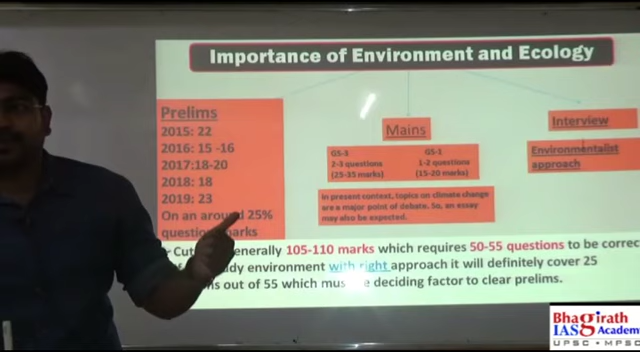 Importance of Environment and Ecology
Prelims
2015: 22
2016: 15 -16
2017:18-20
2018: 18
2019: 23
On an around 25%
marks
Mains
GS-3
2-3 questions
(25-35 marks)
GS-1
1-2 questions
(15-20 marks)
In present context, topics on climate change
are a major point of debate. So, an essay
may also be expected.
Interview
Environmentalist
approach
105-110 marks which requires 50-55 questions to be correc
environment with right approach it will definitely cover 25
out of 55 which deciding factor to clear prelims.
Bhagirath
IAS Academy
UPSC - MPSC